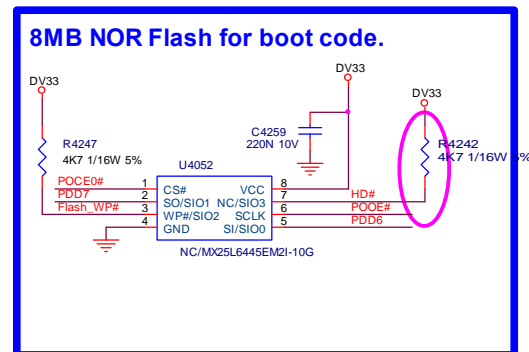 8MB NOR Flash for boot code.
DV33
DV33
DV33
R4247
4K7 1/16W 5%
C4259
220N 10V
R4242
4K7 1/16W 5%
U4052
POCE0#
1
CS#
VCC
8
PDD7
2
SO/SIO1
NC/SIO3
7
HD#
Flash_WP#
3
WP#/SIO2
SCLK
6
POOE#
4
GND
SI/SIO0
5
PDD6
NC/MX25L6445EM2I-10G